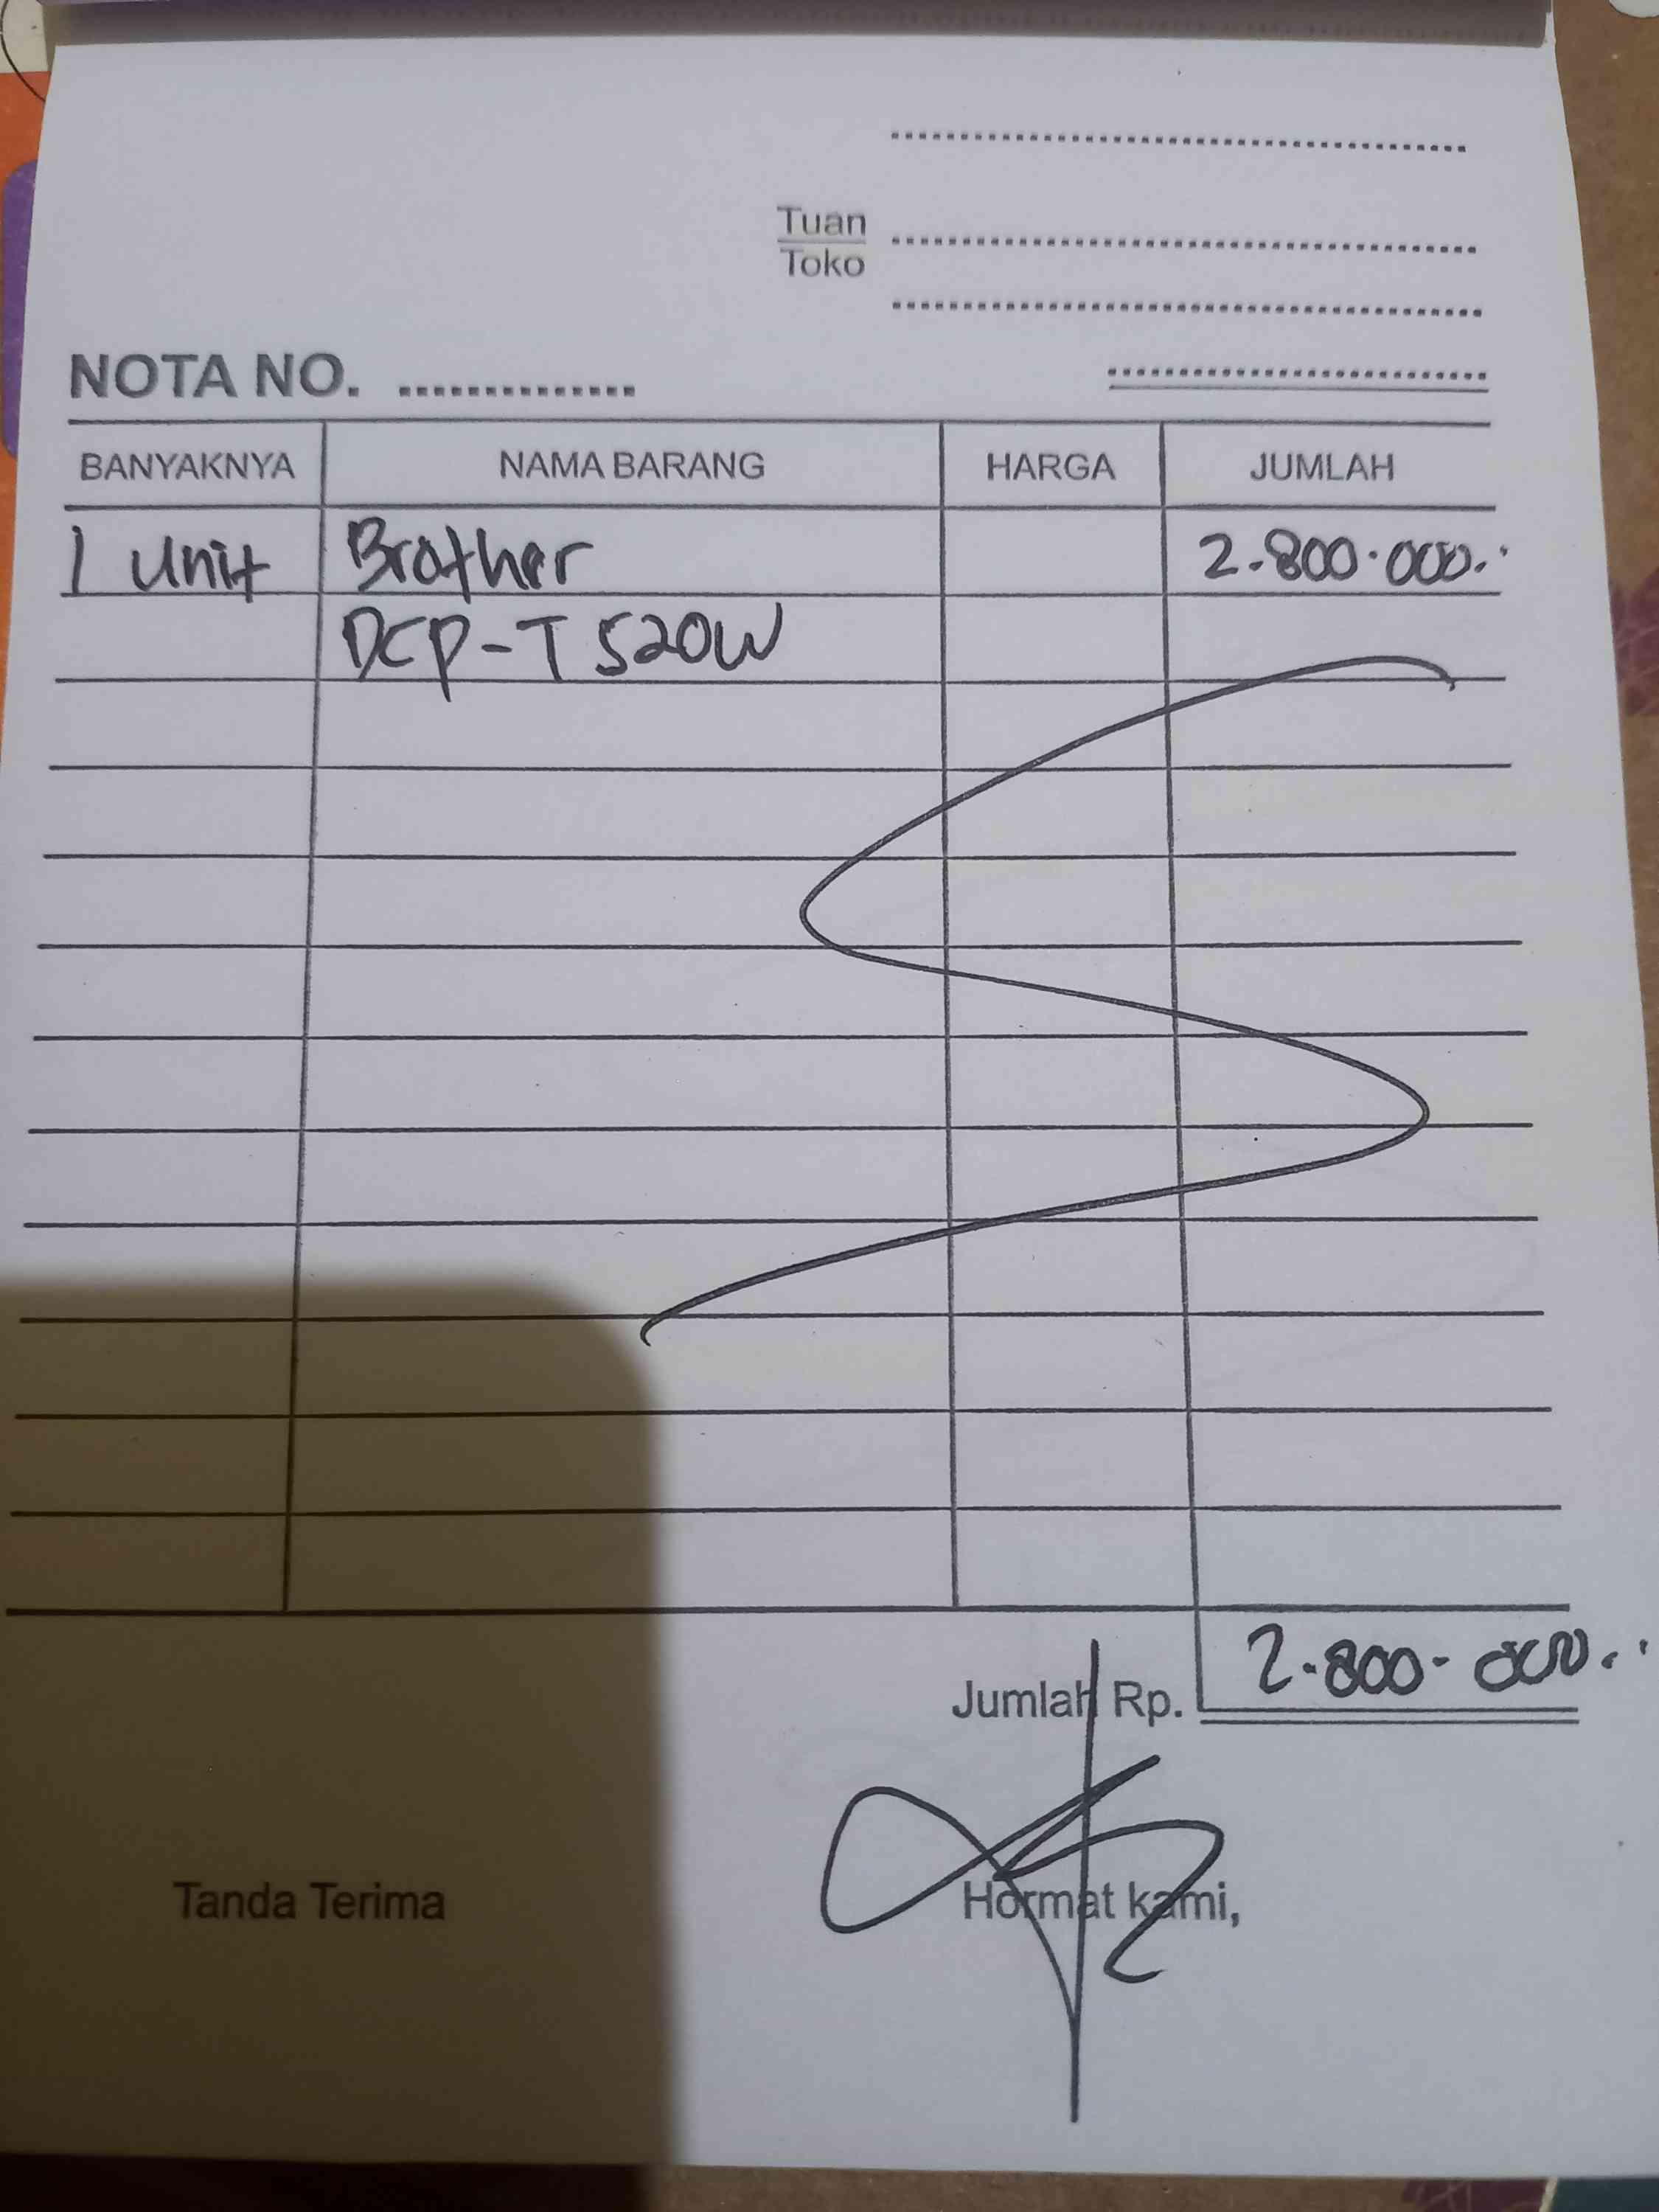 Tuan
Toko
NOTA NO. ..............
BANYAKNYA NAMA BARANG HARGA JUMLAH
1 Unit Brother 2.800.000.-
DCP-T520W
Jumlah Rp. 2.800.000.-
Tanda Terima Hormat kami,